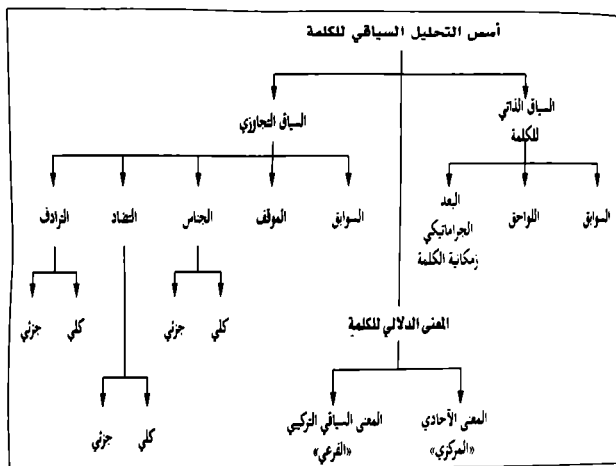 أسس التحليل السياقي للكلمة
السياق الذاتي
للكلمة
السياق التجاوزي
السوابق
اللواحق
البعد
الجراماتيكي
زمكانية الكلمة
السوابق
الموقف
الجناس
التضاد
الترادف
كلي
جزئي
كلي
جزئي
كلي
جزئي
المعنى الدلالي للكلمة
المعنى الآحادي
«المركزي»
المعنى السياقي التركيبي
«الفرعي»